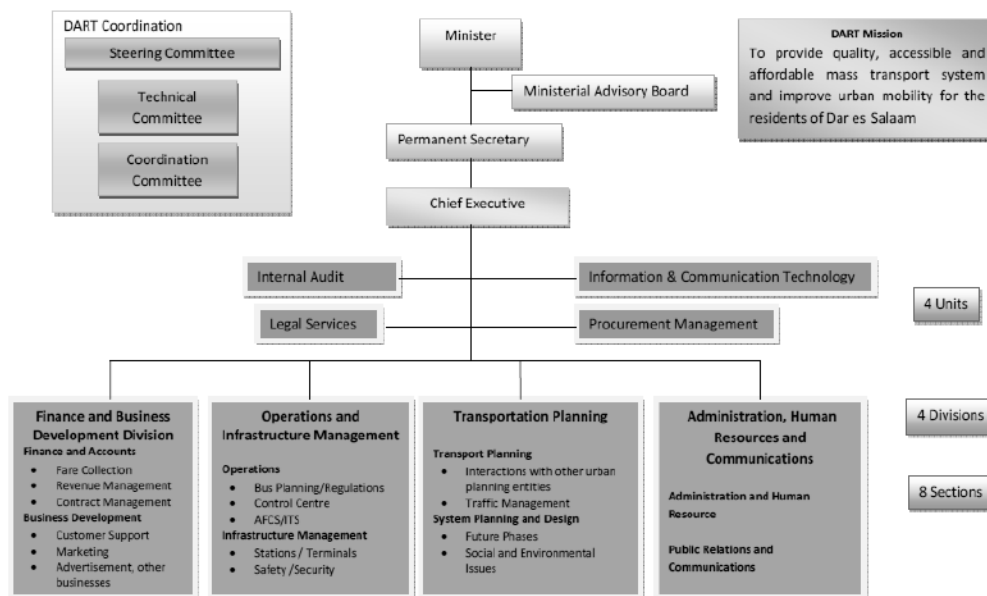 DART Coordination
Steering Committee
Technical
Committee
Coordination
Committee
Minister
Ministerial Advisory Board
Permanent Secretary
Chief Executive
DART Mission
To provide quality, accessible and
affordable mass transport system
and improve urban mobility for the
residents of Dar es Salaam
Internal Audit
Information & Communication Technology
Legal Services
Procurement Management
4 Units
Finance and Business
Development Division
Finance and Accounts
• Fare Collection
• Revenue Management
• Contract Management
Business Development
• Customer Support
• Marketing
• Advertisement, other
businesses
Operations and
Infrastructure Management
Operations
• Bus Planning/Regulations
• Control Centre
• AFCS/ITS
Infrastructure Management
• Stations / Terminals
• Safety /Security
Transportation Planning
Transport Planning
• Interactions with other urban
planning entities
• Traffic Management
System Planning and Design
• Future Phases
• Social and Environmental
Issues
Administration, Human
Resources and
Communications
Administration and Human
Resource
Public Relations and
Communications
4 Divisions
8 Sections